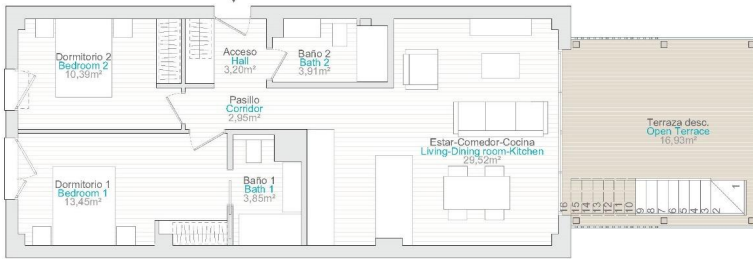 Dormitorio 2
Bedroom 2
10,39m²
Acceso
Hall
3,20m²
Baño 2
Bath 2
3,91m²
Pasillo
Corridor
2,95m²
Estar-Comedor-Cocina
Living-Dining room-Kitchen
29,52m²
Terraza desc.
Open Terrace
16,93m²
Dormitorio 1
Bedroom 1
13,45m²
Baño 1
Bath 1
3,85m²
16 15 14 13 12 11 10 9 8 7 6 5 4 3 2 1